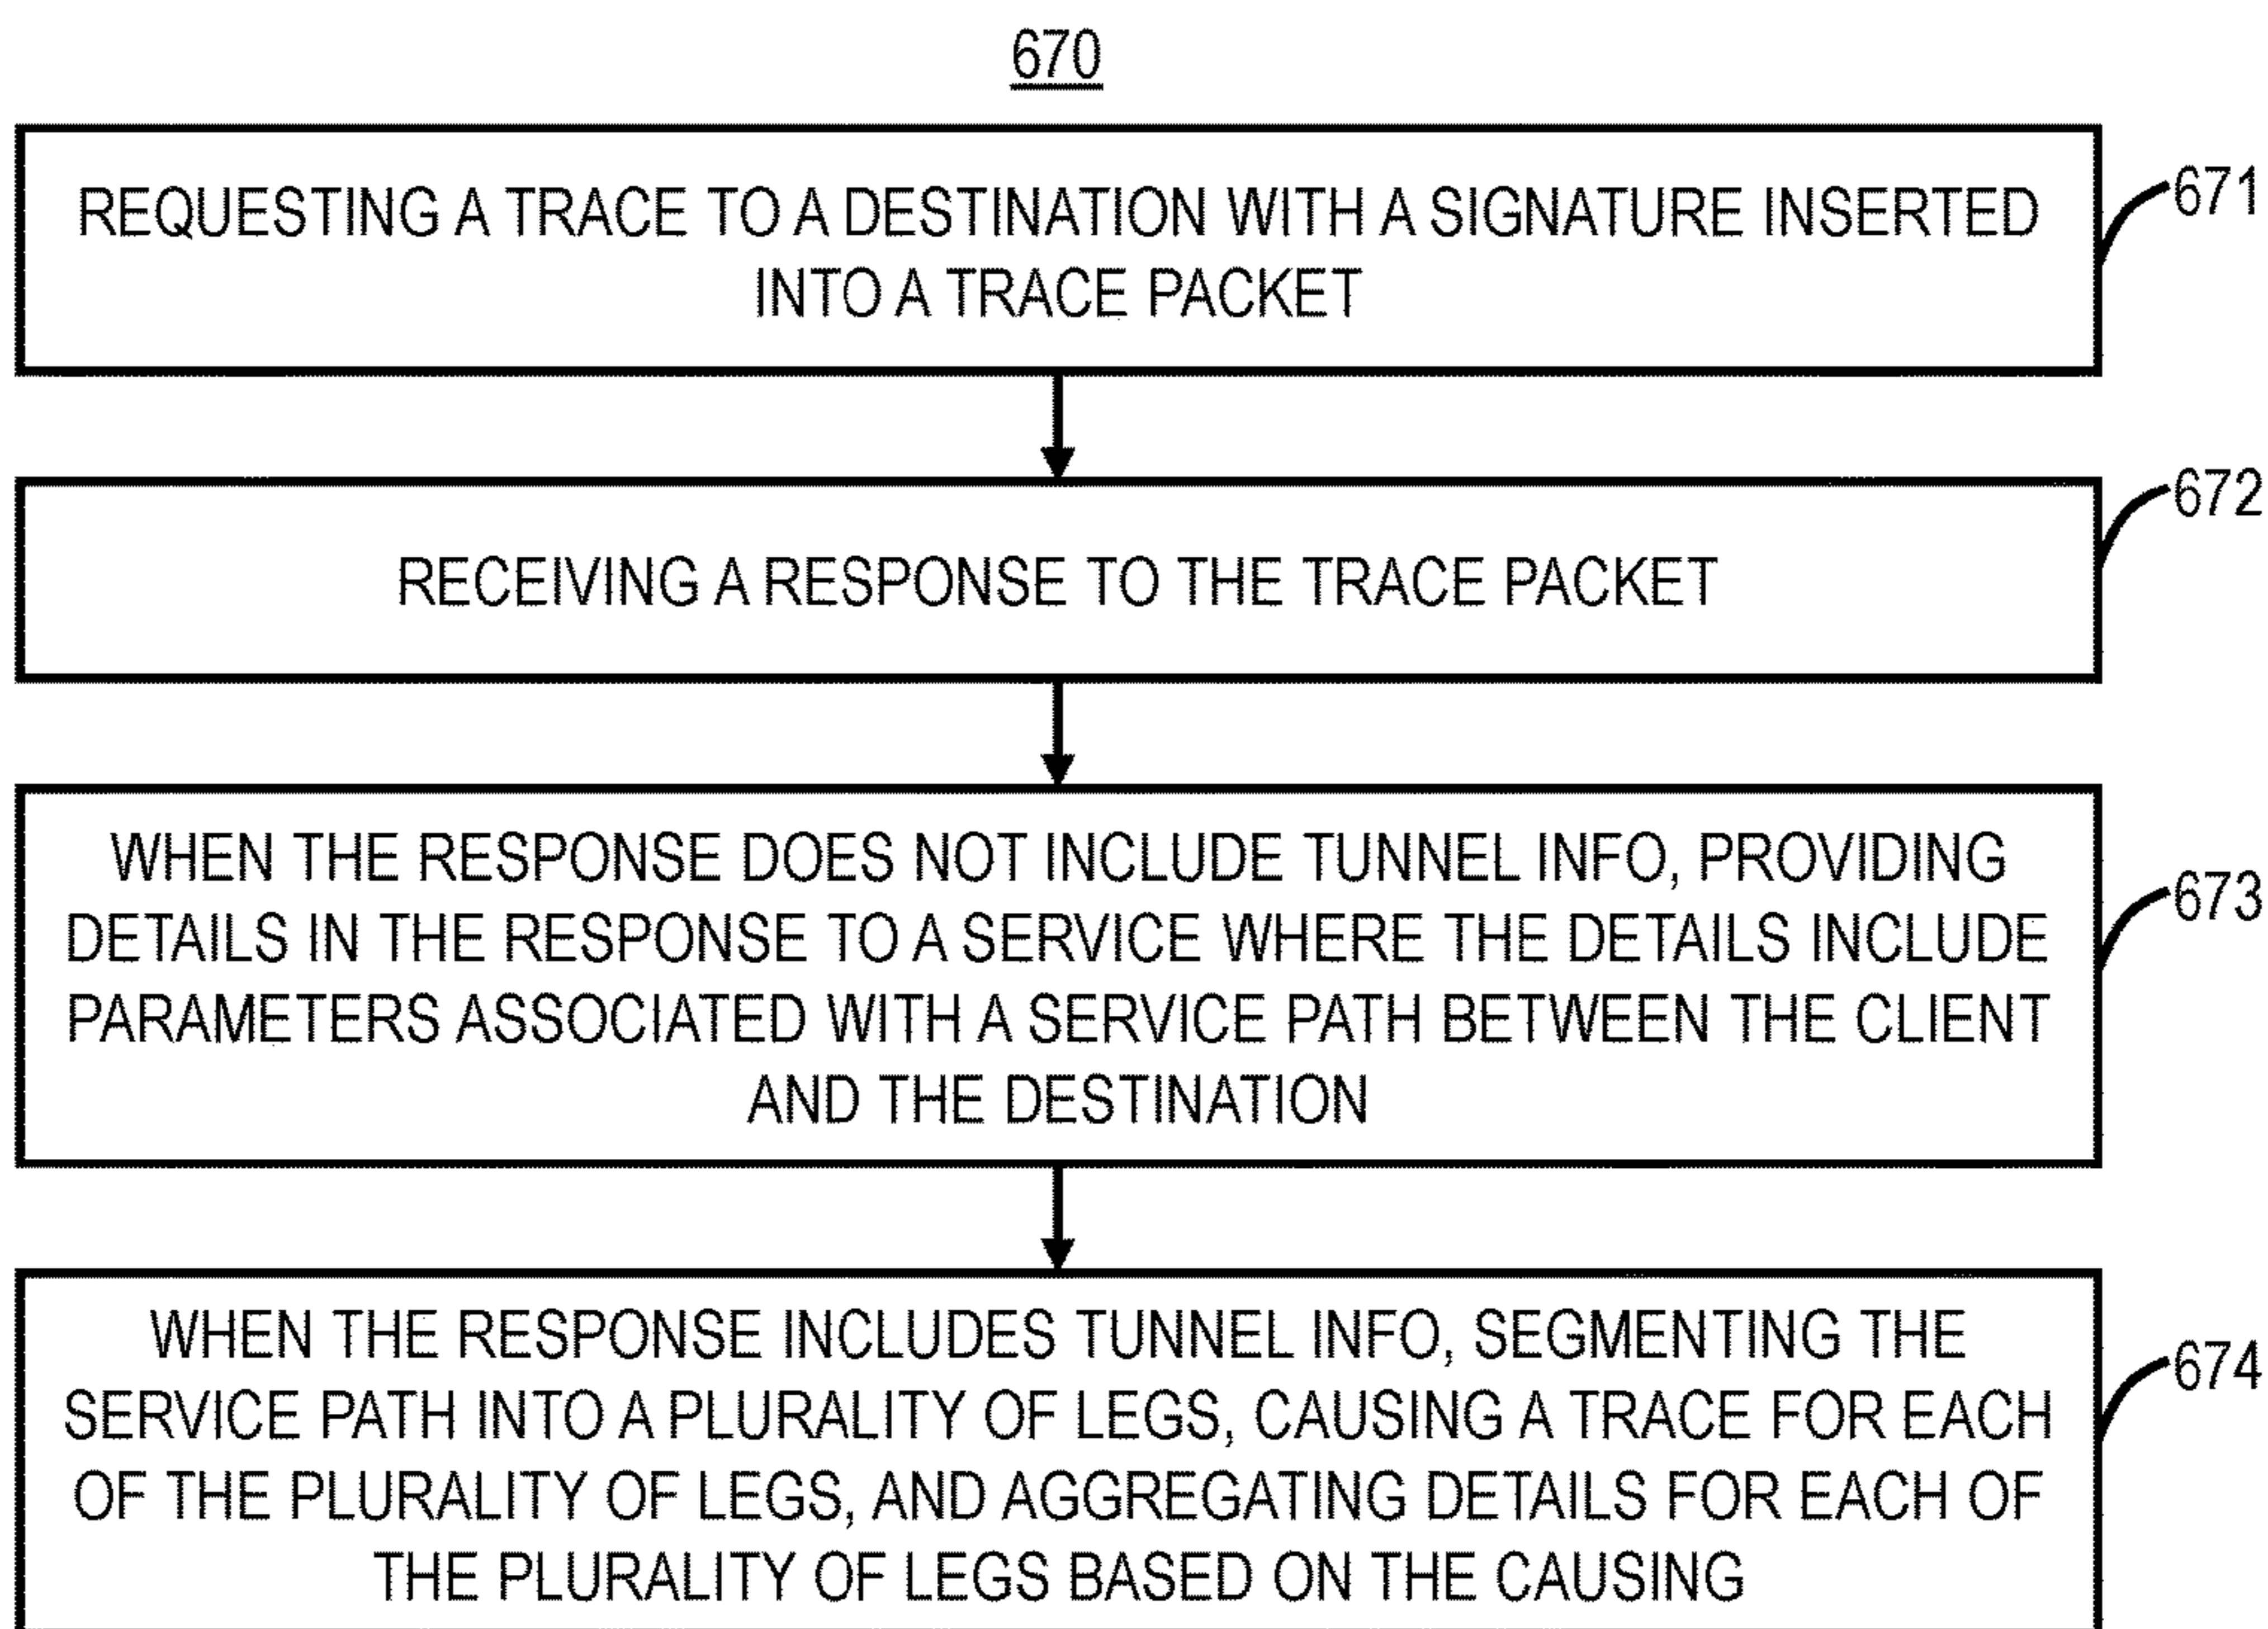 670
REQUESTING A TRACE TO A DESTINATION WITH A SIGNATURE INSERTED
INTO A TRACE PACKET
671
RECEIVING A RESPONSE TO THE TRACE PACKET
672
WHEN THE RESPONSE DOES NOT INCLUDE TUNNEL INFO, PROVIDING
DETAILS IN THE RESPONSE TO A SERVICE WHERE THE DETAILS INCLUDE
PARAMETERS ASSOCIATED WITH A SERVICE PATH BETWEEN THE CLIENT
AND THE DESTINATION
673
WHEN THE RESPONSE INCLUDES TUNNEL INFO, SEGMENTING THE
SERVICE PATH INTO A PLURALITY OF LEGS, CAUSING A TRACE FOR EACH
OF THE PLURALITY OF LEGS, AND AGGREGATING DETAILS FOR EACH OF
THE PLURALITY OF LEGS BASED ON THE CAUSING
674